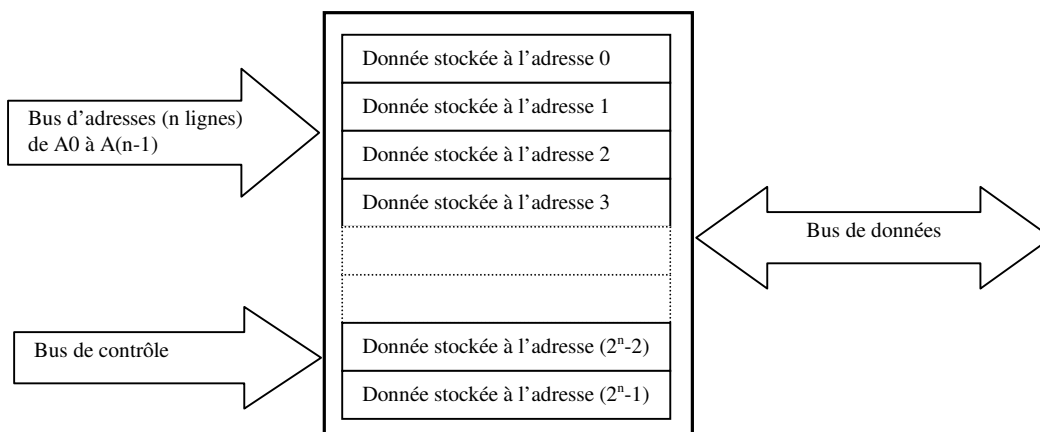 Donnée stockée à l’adresse 0
Bus d’adresses (n lignes)
de A0 à A(n-1)
Donnée stockée à l’adresse 1
Donnée stockée à l’adresse 2
Donnée stockée à l’adresse 3
Bus de données
Bus de contrôle
Donnée stockée à l’adresse (2ⁿ-2)
Donnée stockée à l’adresse (2ⁿ-1)